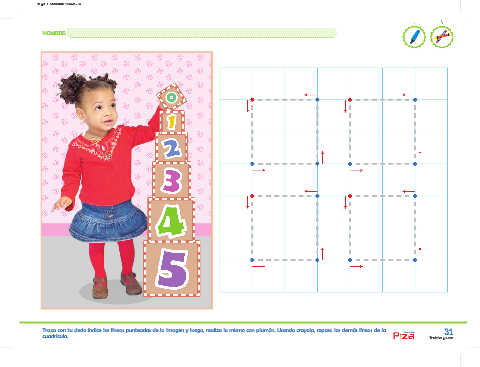 NOMBRE
0
1
2
3
4
5
Traza con tu dedo índice las líneas punteadas de la imagen y luego, realiza lo mismo con plumón. Usando crayola, repasa las demás líneas de la
cuadrícula.
31